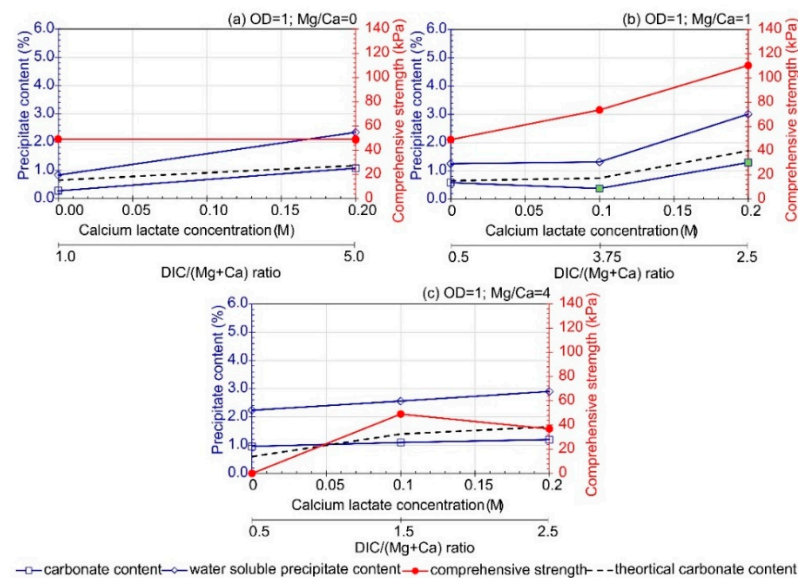 (a) OD=1; Mg/Ca=0
Precipitate content (%)
6.0
5.0
4.0
3.0
2.0
1.0
0.0
140
120
100
80
60
40
20
0
Comprehensive strength (kPa)
0.00 0.05 0.10 0.15 0.20
Calcium lactate concentration(M)
1.0 5.0
DIC/(Mg+Ca) ratio
(b) OD=1; Mg/Ca=1
Precipitate content (%)
6.0
5.0
4.0
3.0
2.0
1.0
0.0
140
120
100
80
60
40
20
0
Comprehensive strength (kPa)
0 0.05 0.1 0.15 0.2
Calcium lactate concentration(M)
0.5 3.75 2.5
DIC/(Mg+Ca) ratio
(c) OD=1; Mg/Ca=4
Precipitate content (%)
6.0
5.0
4.0
3.0
2.0
1.0
0.0
140
120
100
80
60
40
20
0
Comprehensive strength (kPa)
0 0.05 0.1 0.15 0.2
Calcium lactate concentration(M)
0.5 1.5 2.5
DIC/(Mg+Ca) ratio
carbonate content water soluble precipitate content comprehensive strength theortical carbonate content